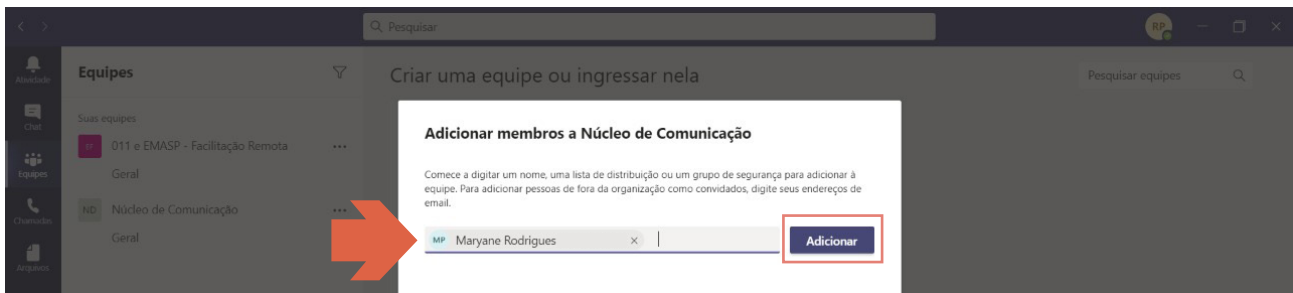 Pesquisar
RP
Atividade
Chat
Equipes
Chamadas
Arquivos
Equipes
Suas equipes
011 e EMASP - Facilitação Remota
Geral
ND
Núcleo de Comunicação
Geral
Criar uma equipe ou ingressar nela
Pesquisar equipes
Adicionar membros a Núcleo de Comunicação
Comece a digitar um nome, uma lista de distribuição ou um grupo de segurança para adicionar à
equipe. Para adicionar pessoas de fora da organização como convidados, digite seus endereços de
email.
MP Maryane Rodrigues
Adicionar